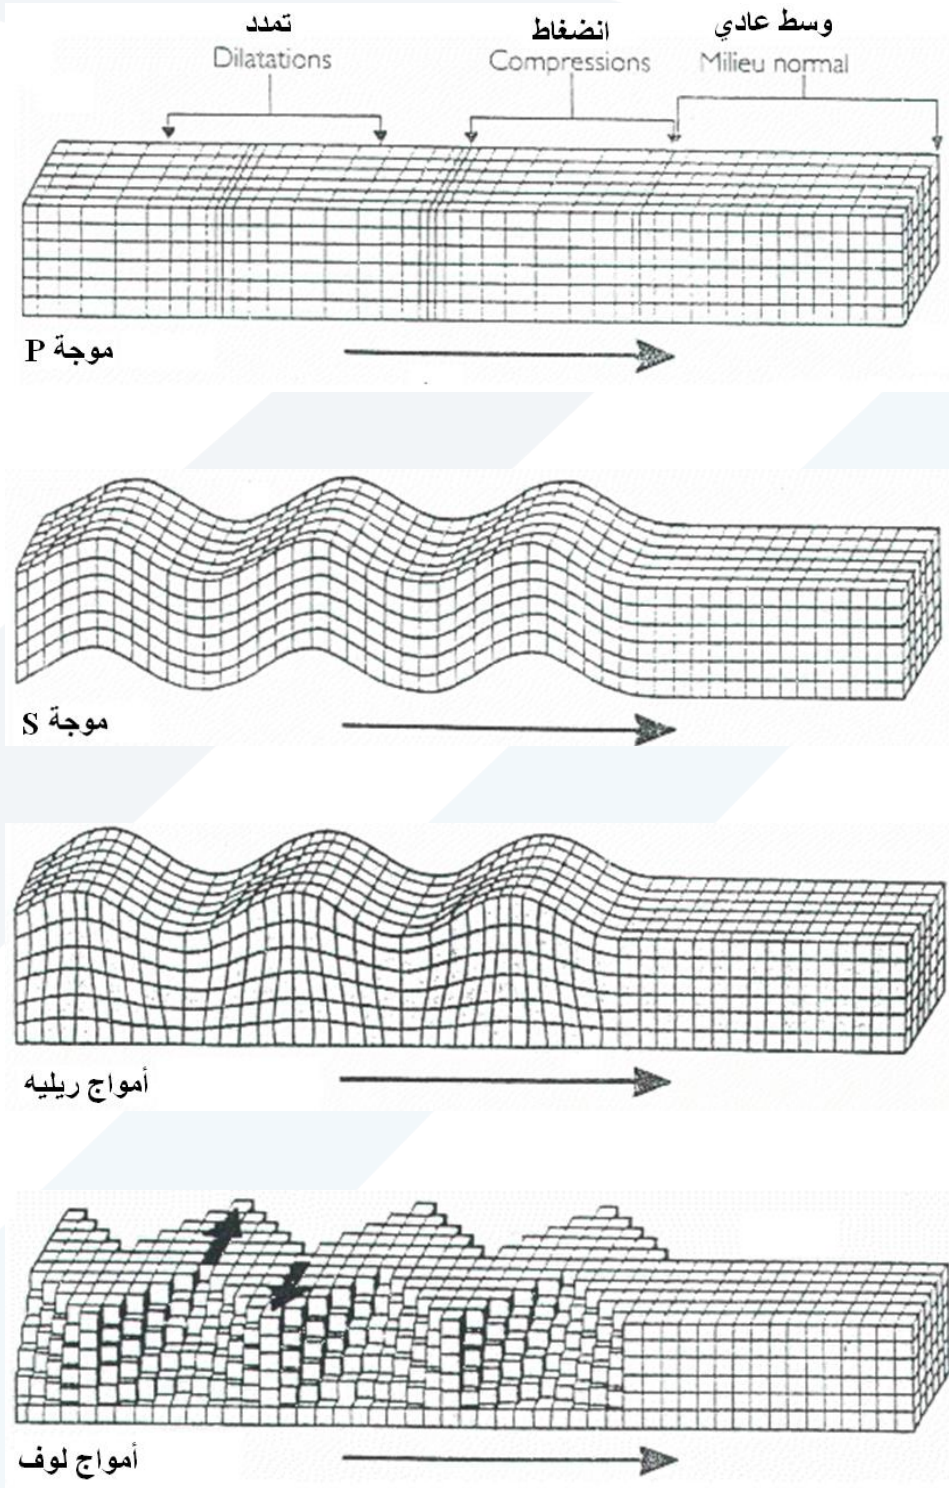 وسط عادي
انضغاط
تمدد
Dilatations
Compressions
Milieu normal
موجة P
موجة S
أمواج ريليه
أمواج لوف